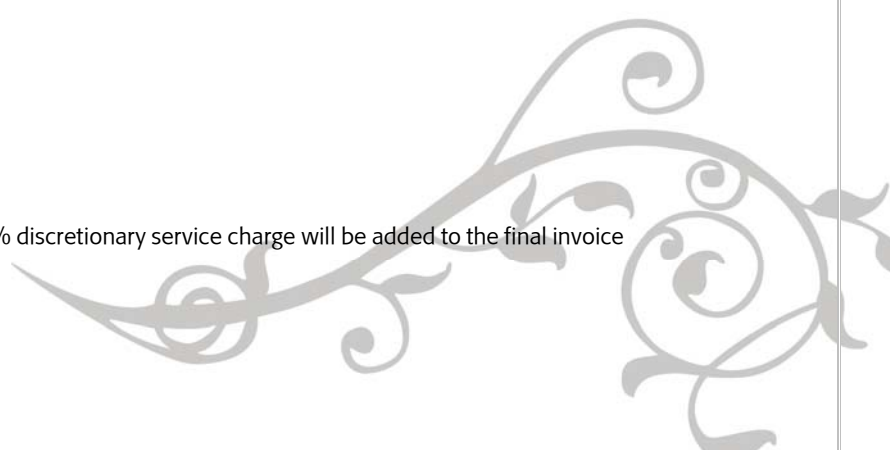 % discretionary service charge will be added to the final invoice